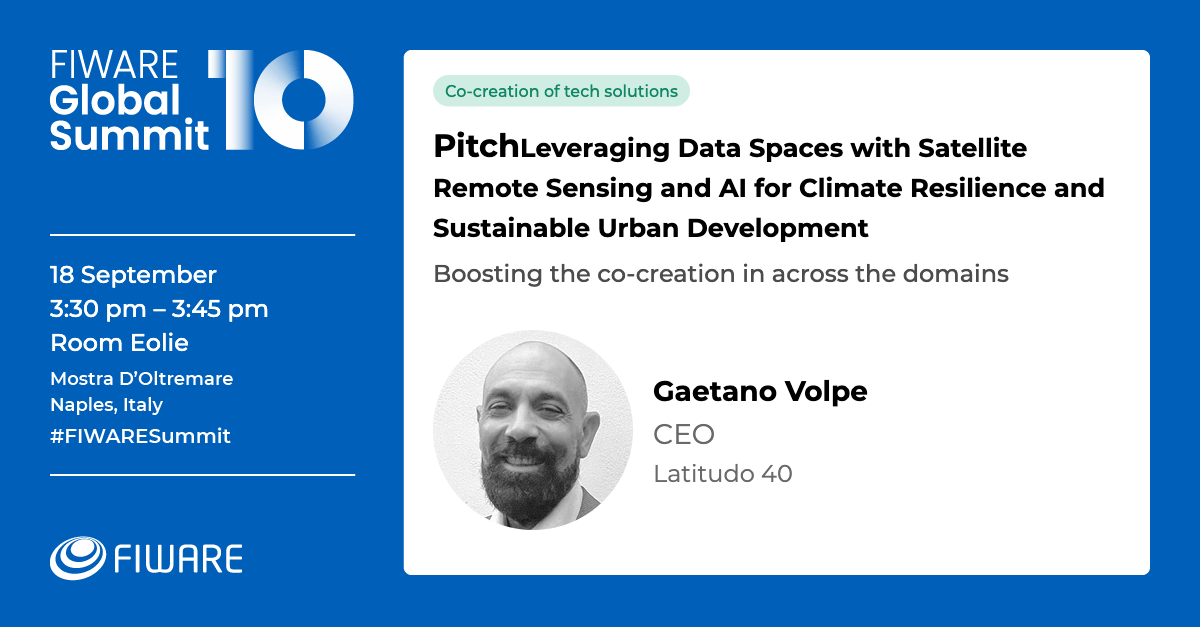 FIWARE
Global
Summit
10
18 September
3:30 pm – 3:45 pm
Room Eolie
Mostra D’Oltremare
Naples, Italy
#FIWARESummit
FIWARE
Co-creation of tech solutions
PitchLeveraging Data Spaces with Satellite
Remote Sensing and AI for Climate Resilience and
Sustainable Urban Development
Boosting the co-creation in across the domains
Gaetano Volpe
CEO
Latitudo 40